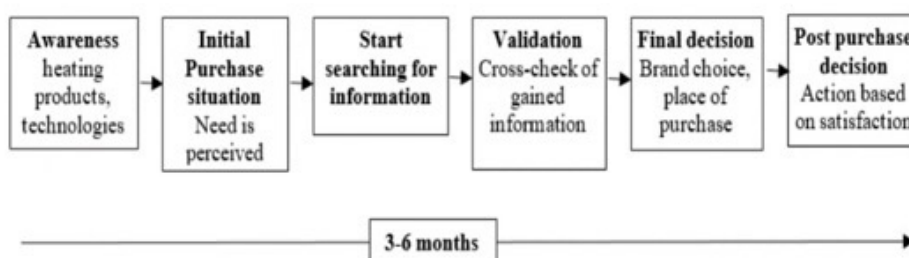 Awareness
heating
products,
technologies
Initial
Purchase
situation
Need is
perceived
Start
searching for
information
Validation
Cross-check of
gained
information
Final decision
Brand choice,
place of
purchase
Post purchase
decision
Action based
on satisfaction
3-6 months